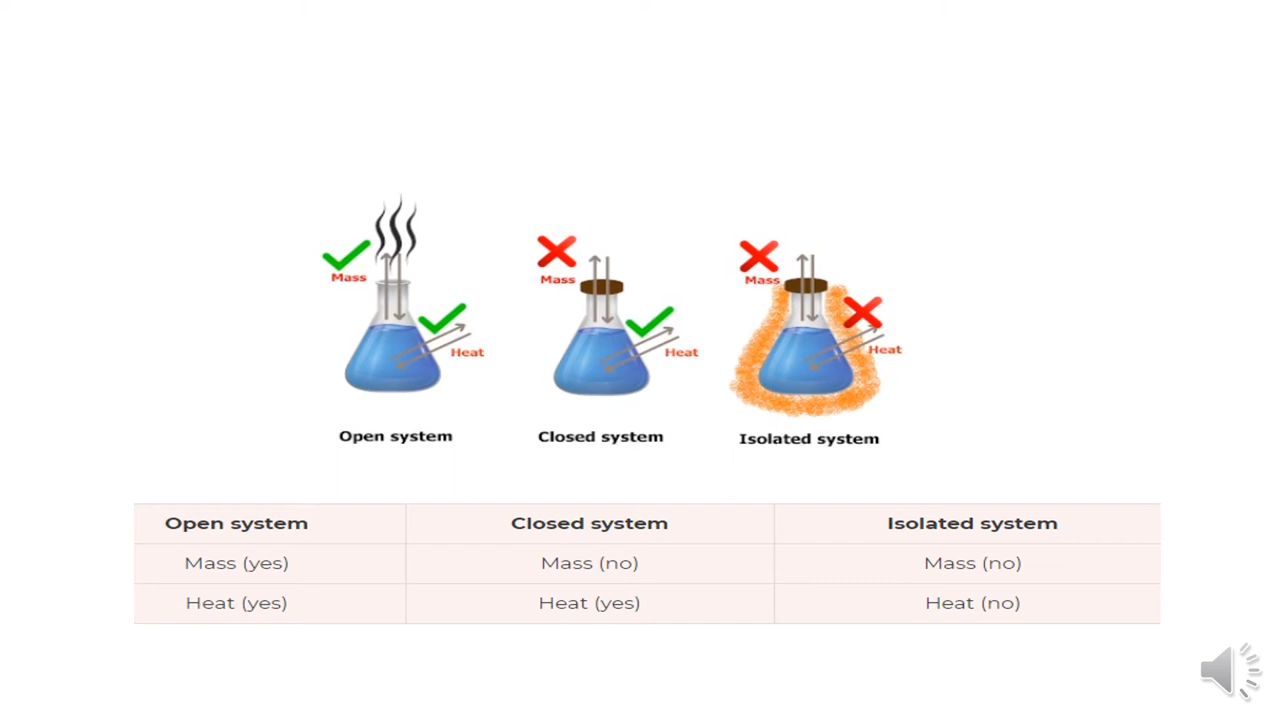 Mass
Heat
Open system
Mass
Heat
Closed system
Mass
Heat
Isolated system
Open system Closed system Isolated system
Mass (yes) Mass (no) Mass (no)
Heat (yes) Heat (yes) Heat (no)